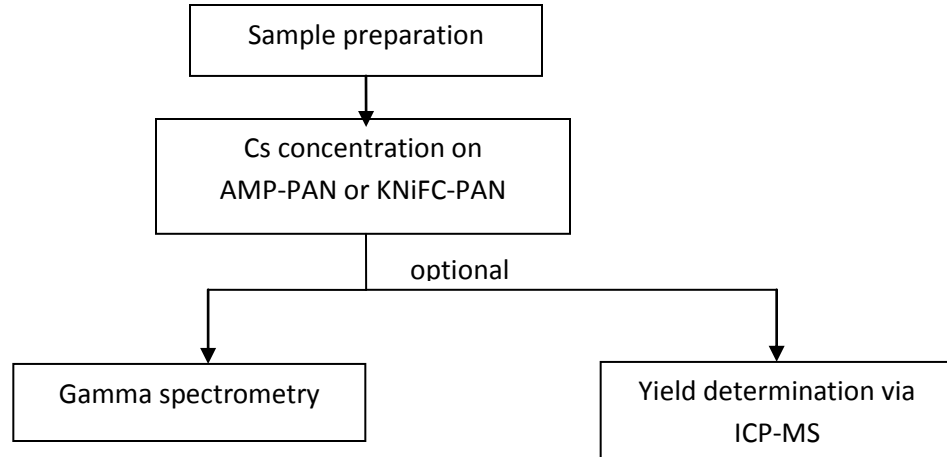 Sample preparation
Cs concentration on
AMP-PAN or KNiFC-PAN
optional
Gamma spectrometry
Yield determination via
ICP-MS